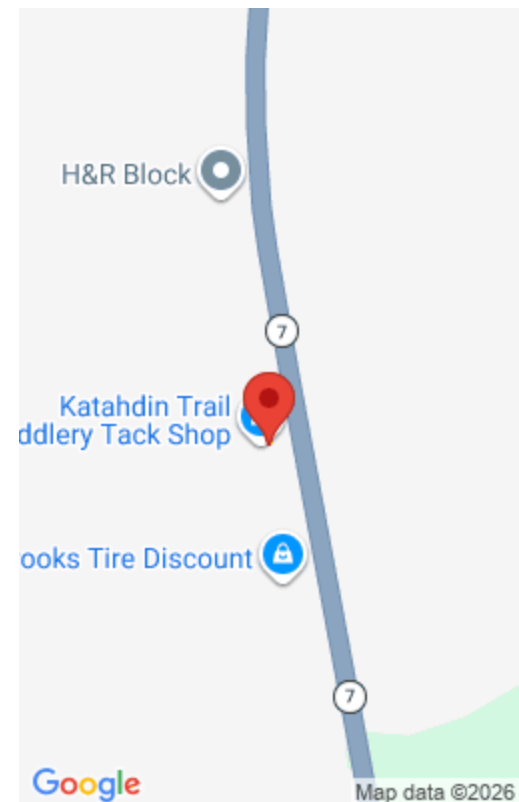 H&R Block
7
Katahdin Trail
ddlery Tack Shop
ooks Tire Discount
7
Google
Map data ©2026